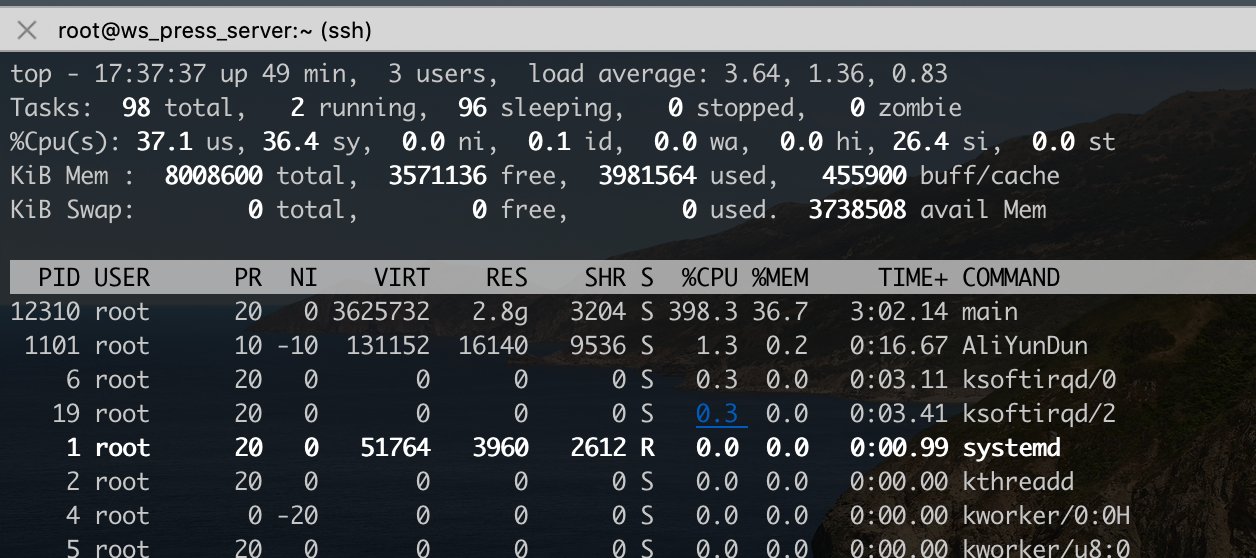 root@ws_press_server:~ (ssh)
top - 17:37:37 up 49 min,  3 users,  load average: 3.64, 1.36, 0.83
Tasks:  98 total,   2 running,  96 sleeping,   0 stopped,   0 zombie
%Cpu(s): 37.1 us, 36.4 sy,  0.0 ni,  0.1 id,  0.0 wa,  0.0 hi, 26.4 si,  0.0 st
KiB Mem :  8008600 total,  3571136 free,  3981564 used,   455900 buff/cache
KiB Swap:        0 total,        0 free,        0 used.  3738508 avail Mem
PID USER      PR  NI    VIRT    RES    SHR S  %CPU %MEM     TIME+ COMMAND
12310 root      20   0 3625732   2.8g   3204 S 398.3 36.7   3:02.14 main
1101 root      10 -10  131152  16140   9536 S   1.3  0.2   0:16.67 AliYunDun
6 root      20   0       0      0      0 S   0.3  0.0   0:03.11 ksoftirqd/0
19 root      20   0       0      0      0 S   0.3  0.0   0:03.41 ksoftirqd/2
1 root      20   0   51764   3960   2612 R   0.0  0.0   0:00.99 systemd
2 root      20   0       0      0      0 S   0.0  0.0   0:00.00 kthreadd
4 root       0 -20       0      0      0 S   0.0  0.0   0:00.00 kworker/0:0H
5 root      20   0       0      0      0 S   0.0  0.0   0:00.00 kworker/u8:0